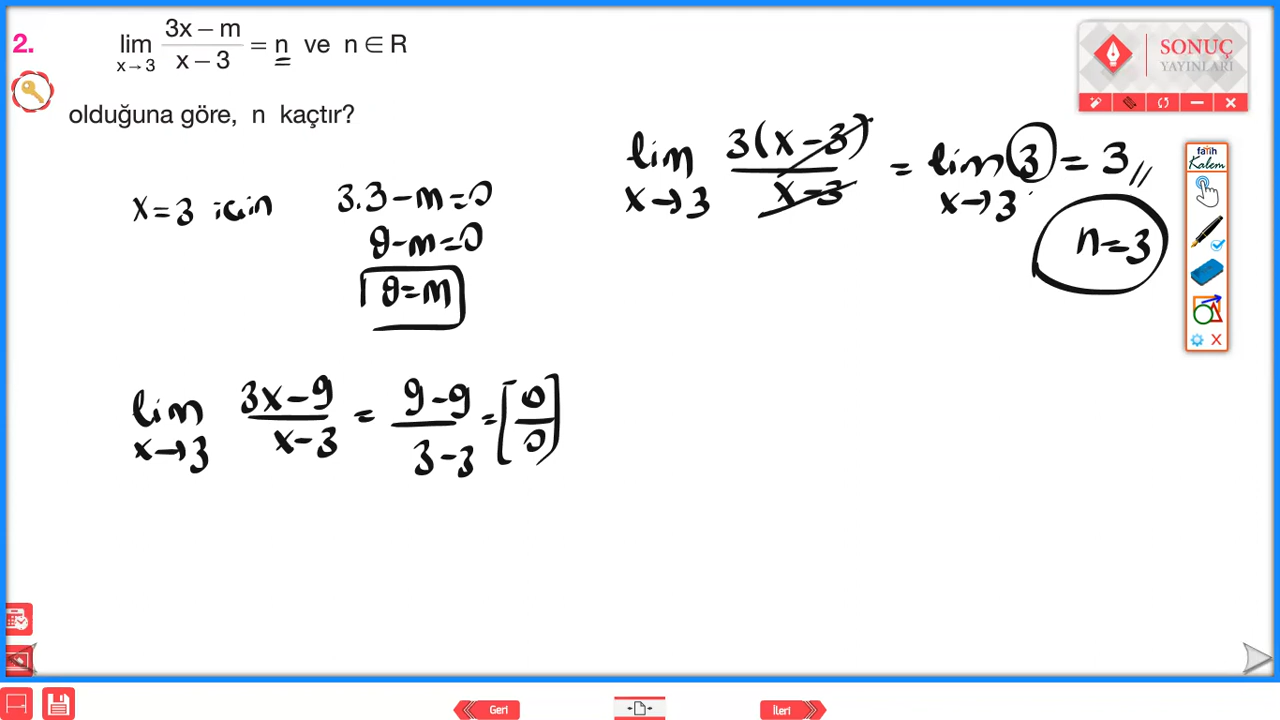 2. lim x→3 3x – m / x – 3 = n ve n ∈ R
olduğuna göre, n kaçtır?
SONUÇ
YAYINLARI
fatih
Kalem
x=3 için 3.3–m=0
9–m=0
9=m
lim x→3 3x–9 / x–3 = 9–9 / 3–3 = [0/0]
lim x→3 3(x–3) / x–3 = lim x→3 3 = 3//
n=3
Geri
İleri